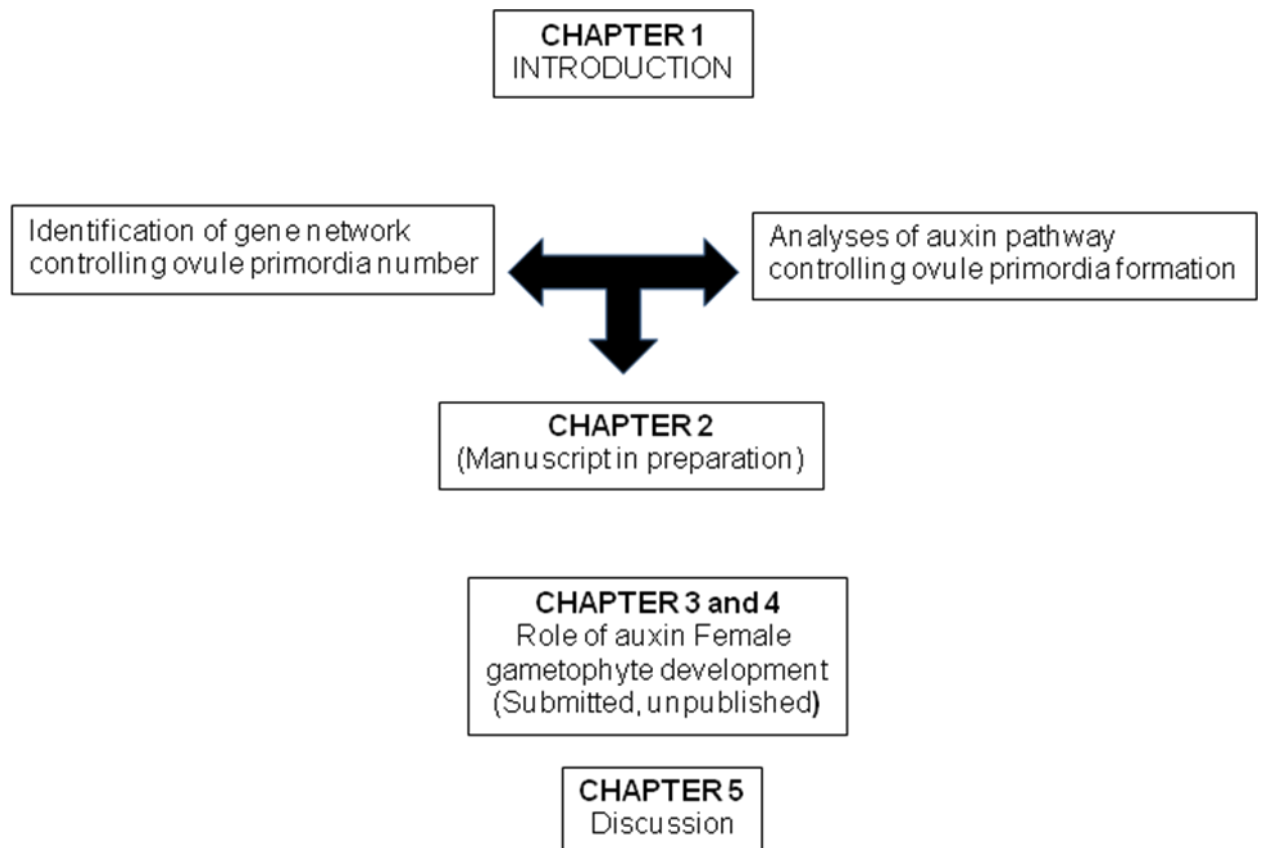 CHAPTER 1
INTRODUCTION
Identification of gene network
controlling ovule primordia number
Analyses of auxin pathway
controlling ovule primordia formation
CHAPTER 2
(Manuscript in preparation)
CHAPTER 3 and 4
Role of auxin Female
gametophyte development
(Submitted, unpublished)
CHAPTER 5
Discussion